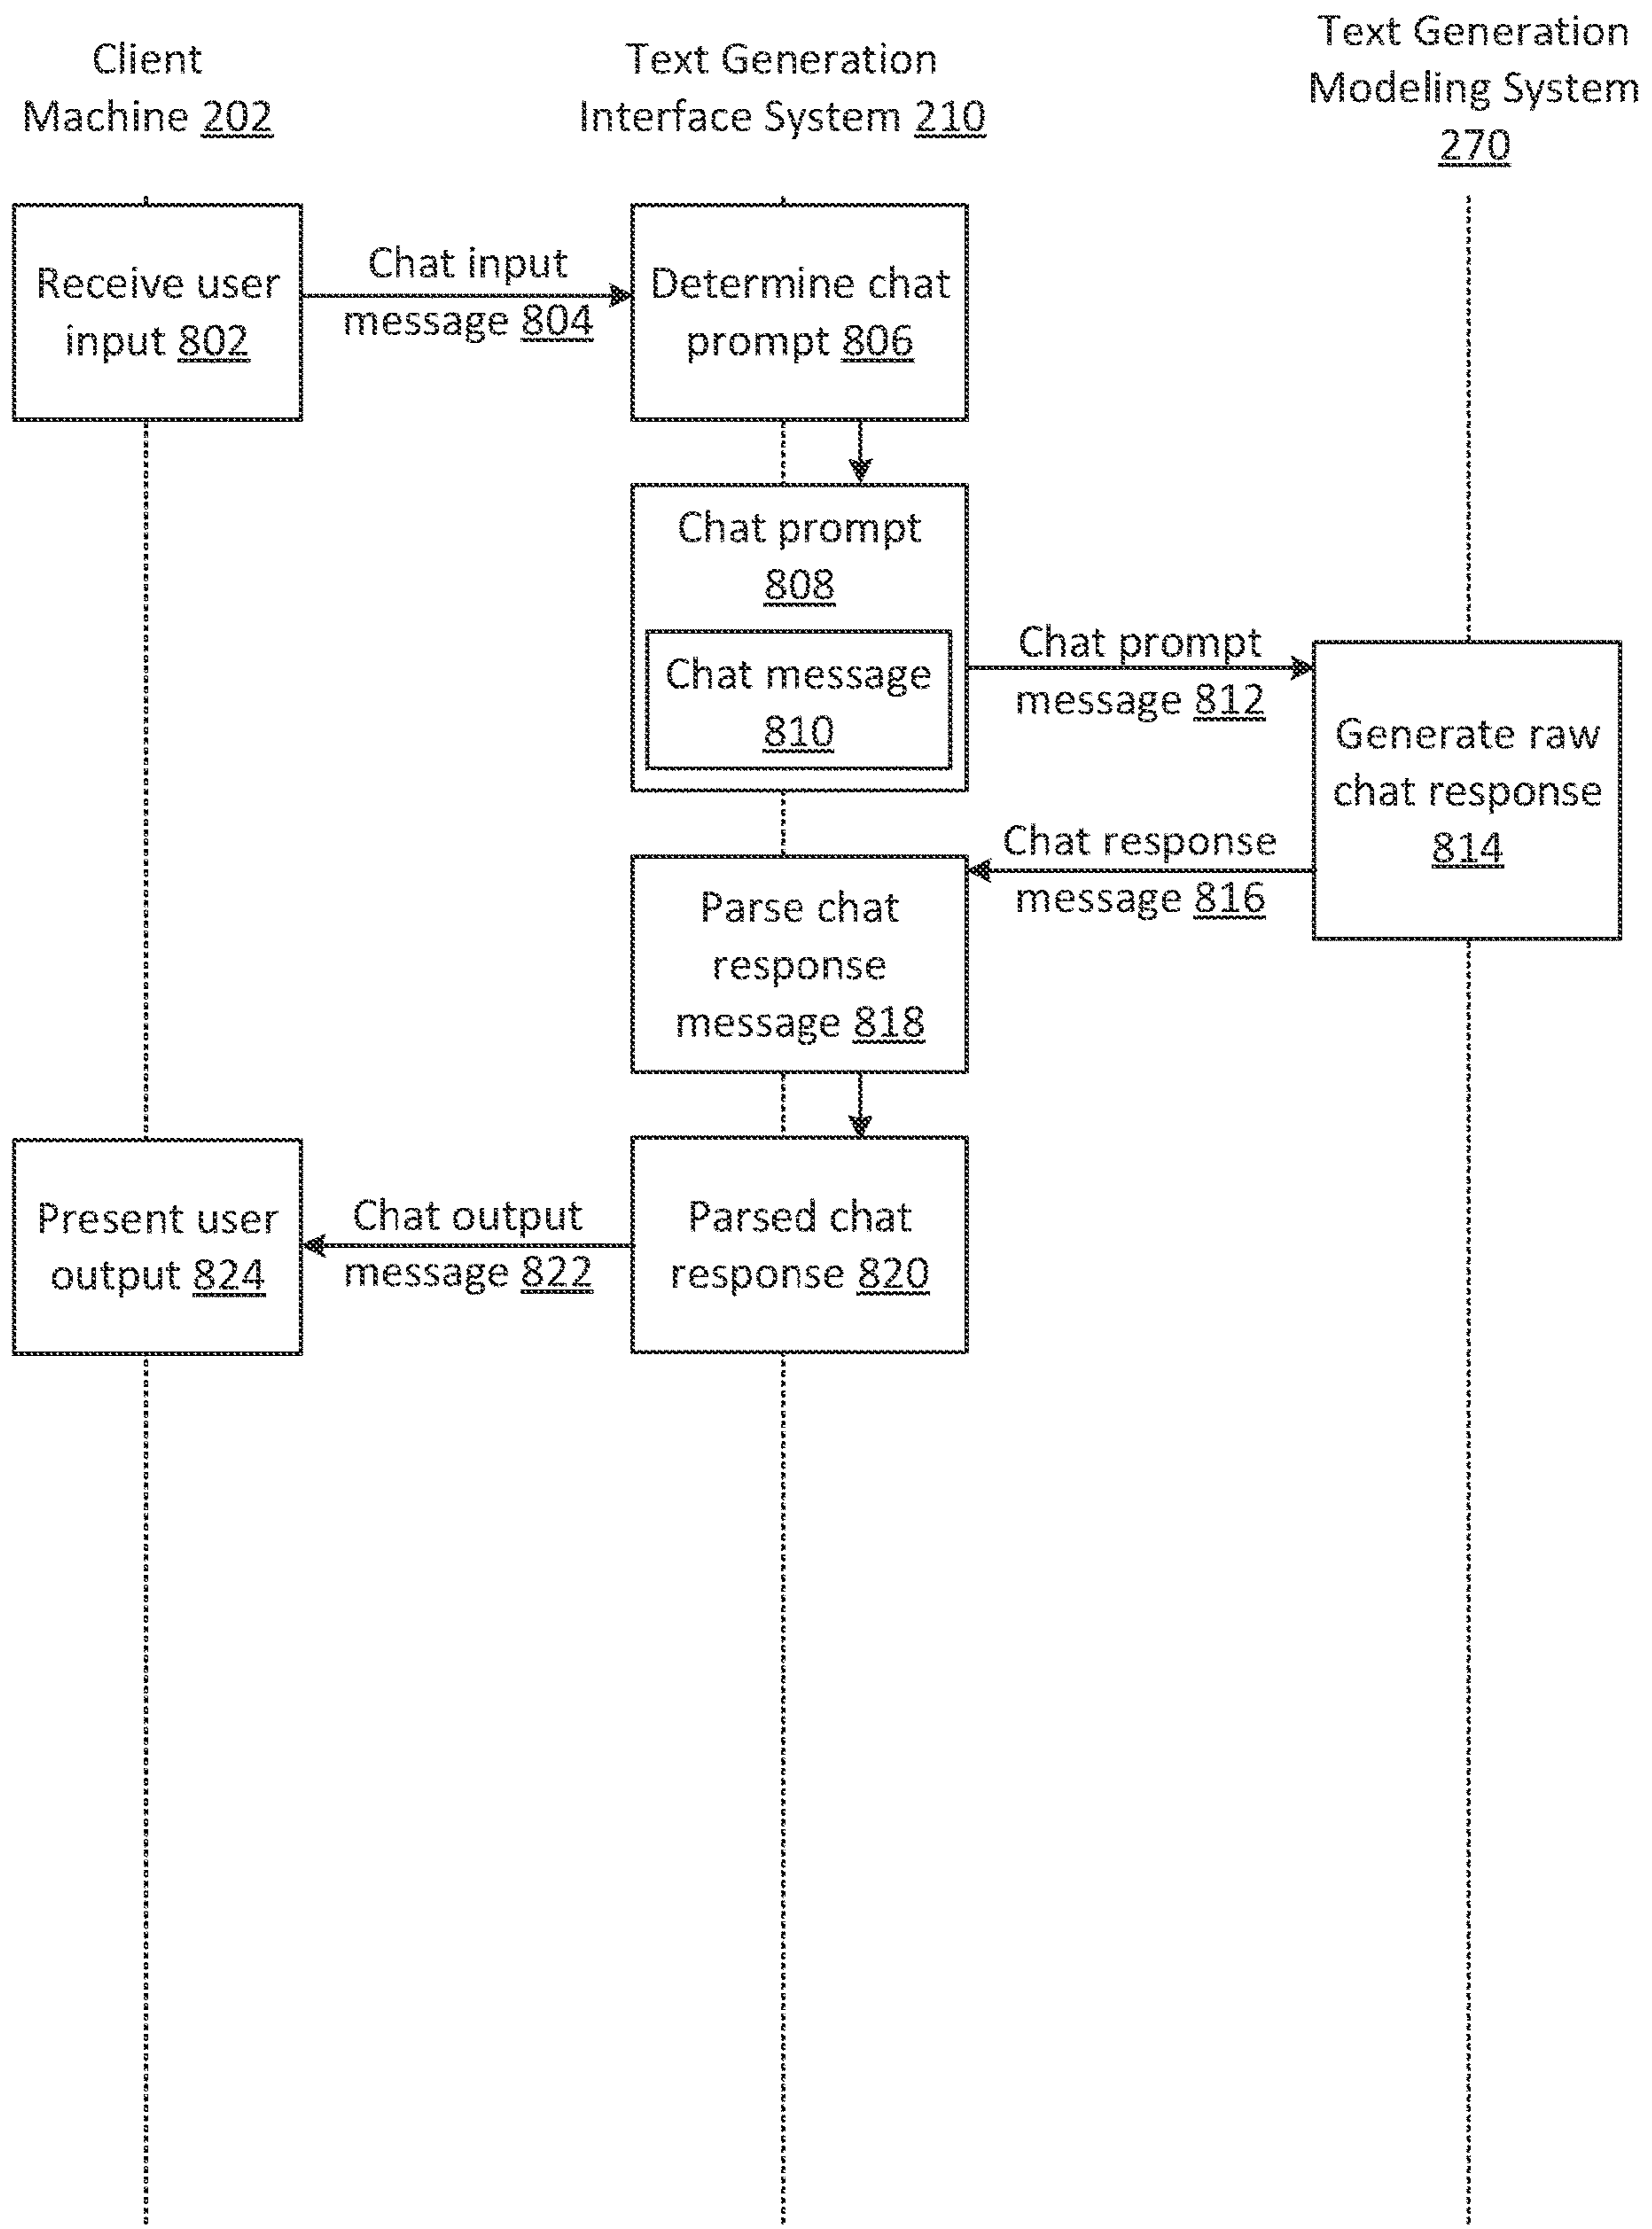 Client
Machine 202
Text Generation
Interface System 210
Text Generation
Modeling System
270
Receive user
input 802
Chat input
message 804
Determine chat
prompt 806
Chat prompt
808
Chat message
810
Chat prompt
message 812
Generate raw
chat response
814
Chat response
message 816
Parse chat
response
message 818
Present user
output 824
Chat output
message 822
Parsed chat
response 820